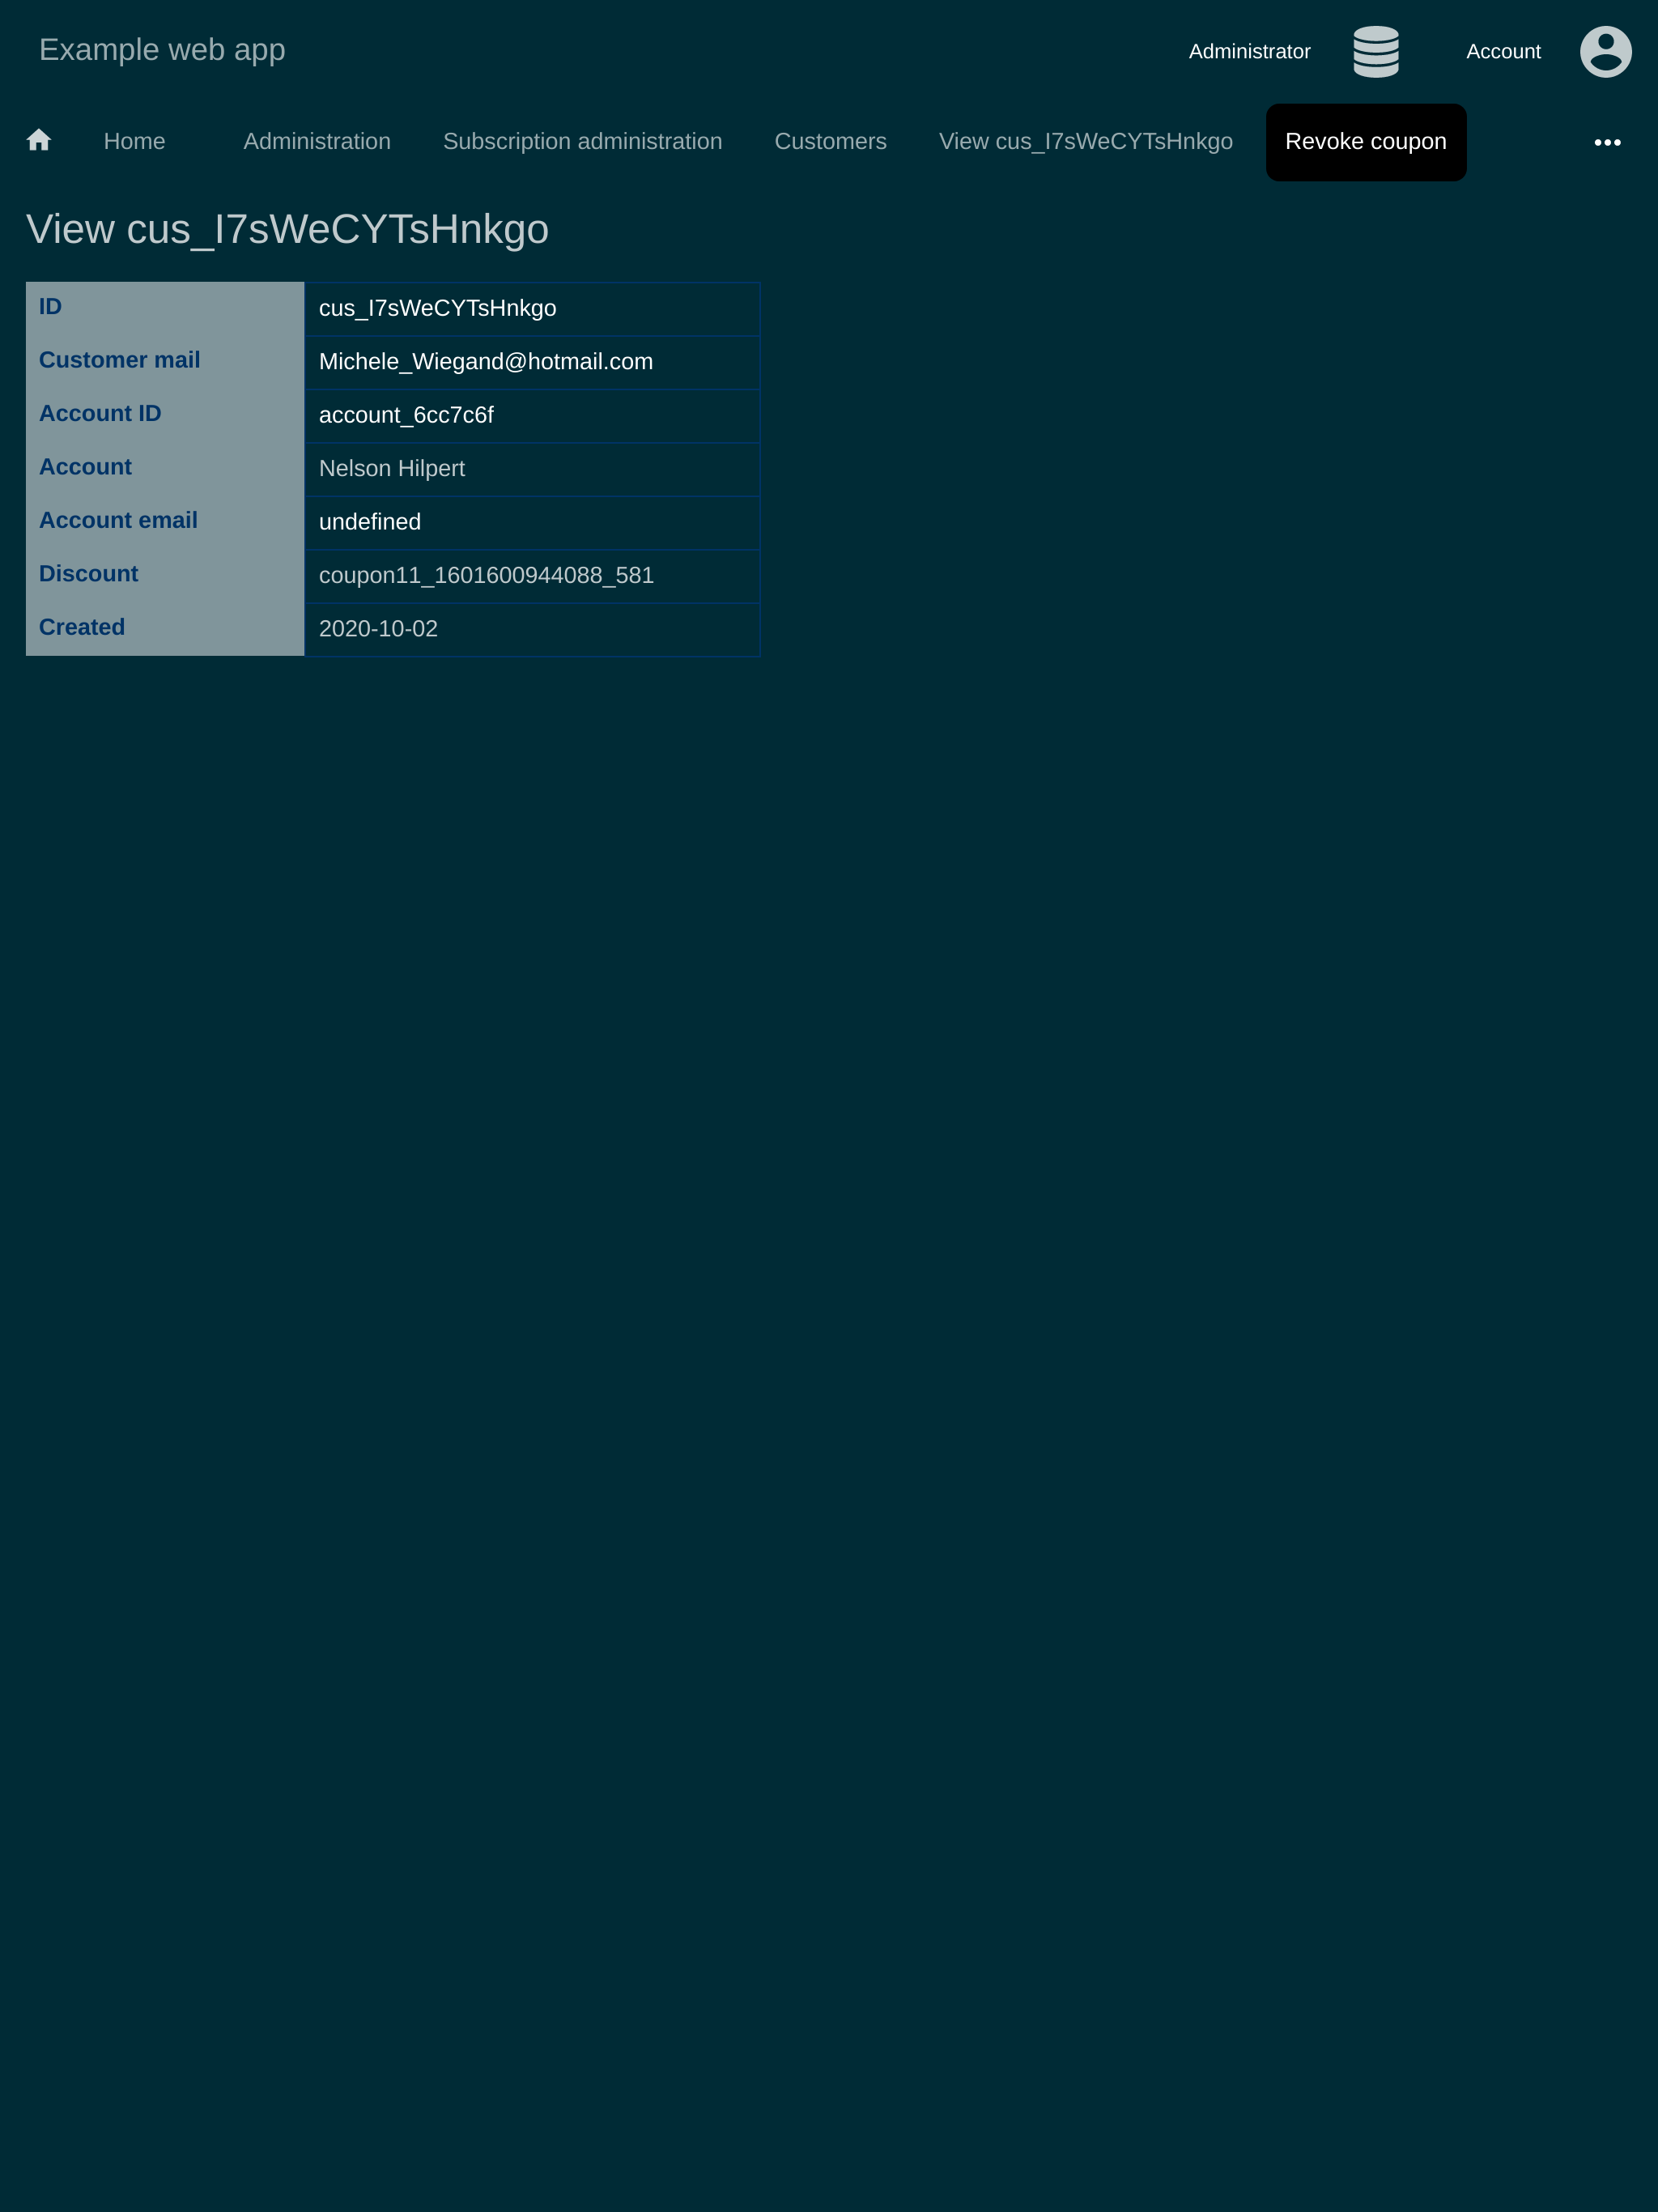 Example web app
Administrator
Account
Home
Administration
Subscription administration
Customers
View cus_I7sWeCYTsHnkgo
Revoke coupon
View cus_I7sWeCYTsHnkgo
ID cus_I7sWeCYTsHnkgo
Customer mail Michele_Wiegand@hotmail.com
Account ID account_6cc7c6f
Account Nelson Hilpert
Account email undefined
Discount coupon11_1601600944088_581
Created 2020-10-02